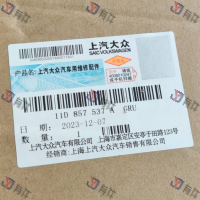 上汽大众
SAIC VOLKSWAGEN
产品名: 上汽大众汽车用维修配件
11D 857 537 A GRU
日期: 2023-12-07
数量: 1
上汽大众汽车有限公司 上海市嘉定区安亭于田路123号
经销商: 上海上汽大众汽车销售有限公司